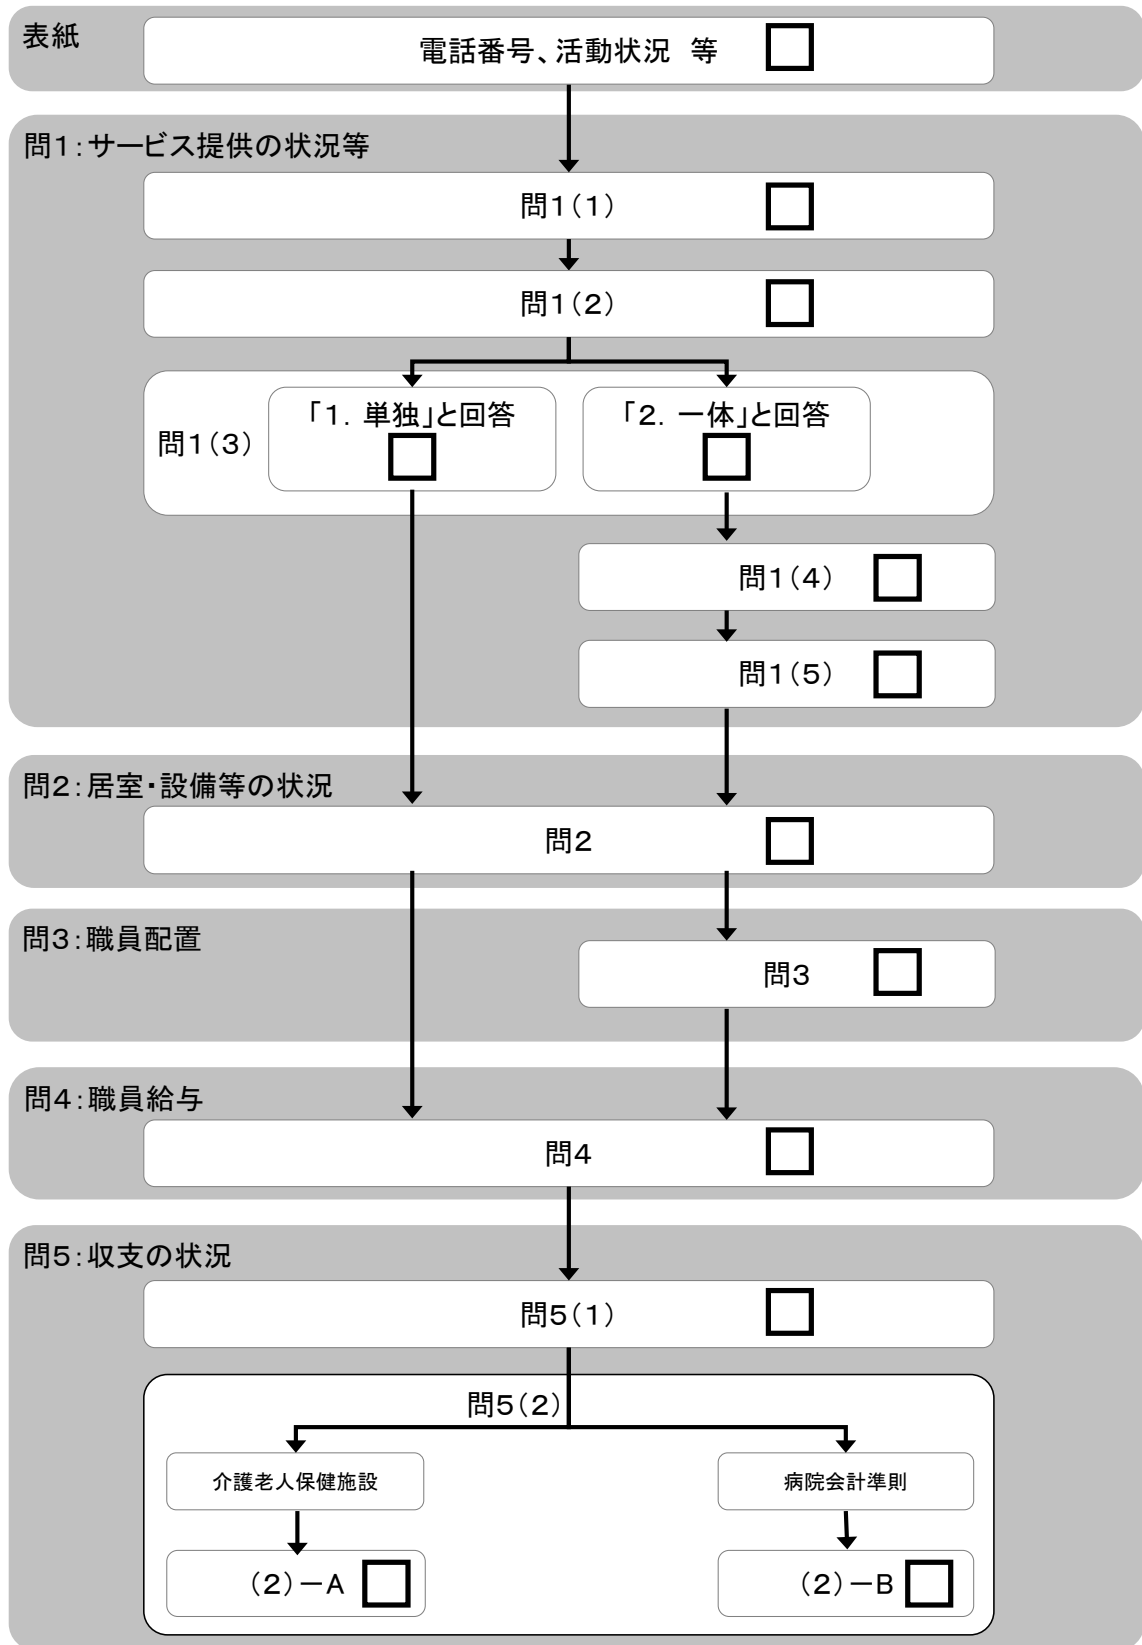 表紙
電話番号、活動状況 等
問1:サービス提供の状況等
問1(1)
問1(2)
「1.単独」と回答
「2.一体」と回答
問1(3)
問1(4)
問1(5)
問2:居室・設備等の状況
問2
問3:職員配置
問3
問4:職員給与
問4
問5:収支の状況
問5(1)
問5(2)
介護老人保健施設
病院会計準則
(2)-A
(2)-B